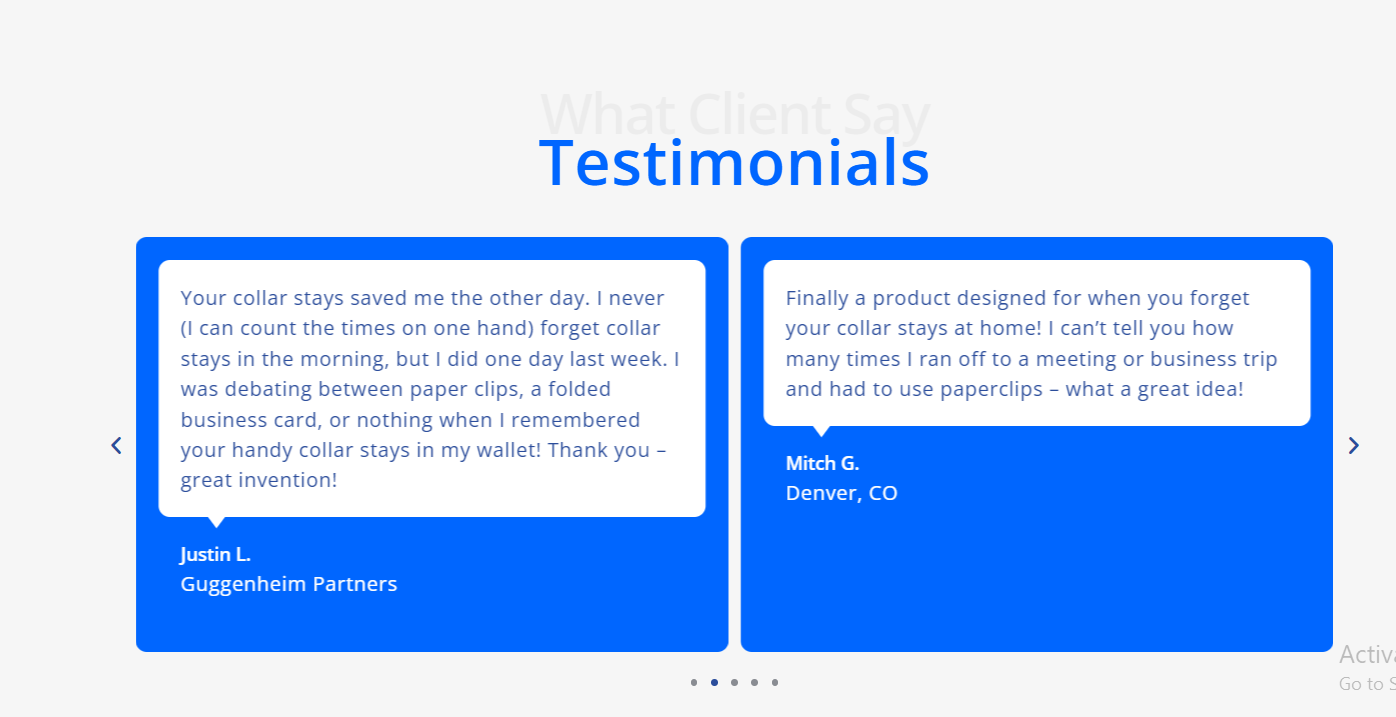 What Client Say
Testimonials
Your collar stays saved me the other day. I never
(I can count the times on one hand) forget collar
stays in the morning, but I did one day last week. I
was debating between paper clips, a folded
business card, or nothing when I remembered
your handy collar stays in my wallet! Thank you –
great invention!
Justin L.
Guggenheim Partners
Finally a product designed for when you forget
your collar stays at home! I can’t tell you how
many times I ran off to a meeting or business trip
and had to use paperclips – what a great idea!
Mitch G.
Denver, CO
Go to